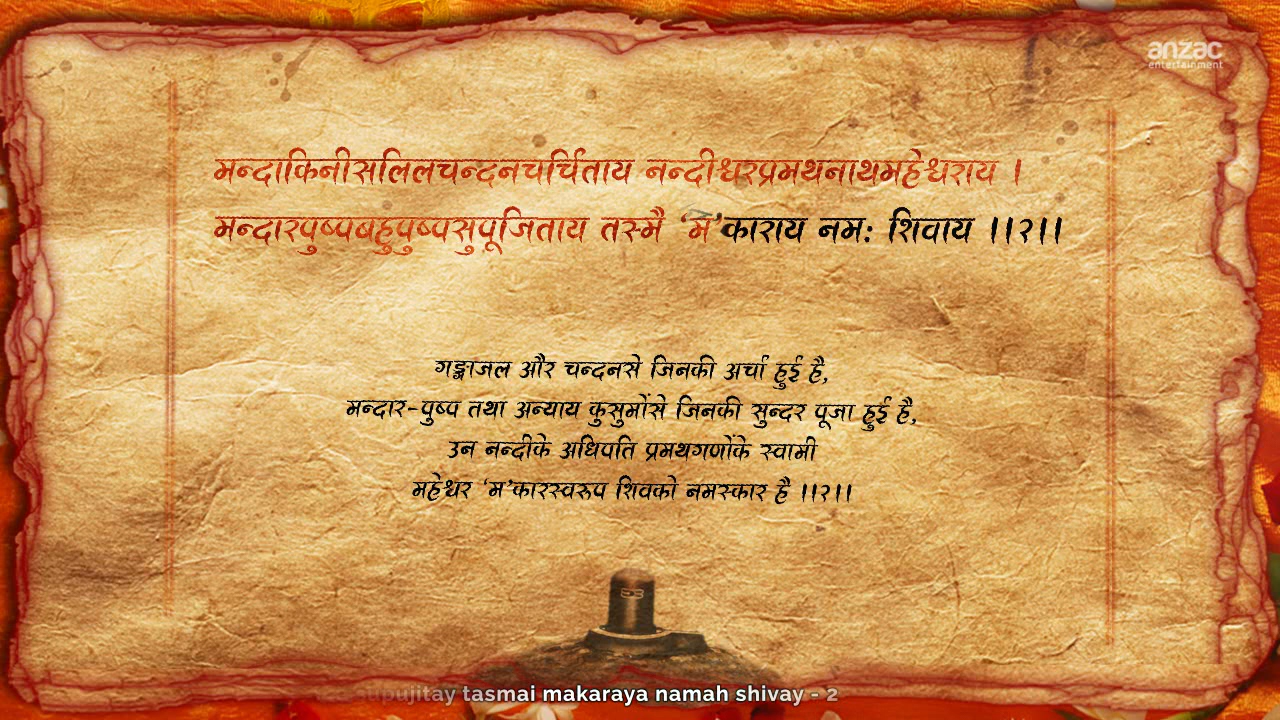 anzac
entertainment
मन्दाकिनीसलिलचन्दनचर्चिताय नन्दीश्वरप्रमथनाथमहेश्वराय ।
मन्दारपुष्पबहुपुष्पसुपूजिताय तस्मै ‘म’काराय नम: शिवाय ।।२।।
गङ्गाजल और चन्दनसे जिनकी अर्चा हुई है,
मन्दार-पुष्प तथा अन्याय कुसुमोंसे जिनकी सुन्दर पूजा हुई है,
उन नन्दीके अधिपति प्रमथगणोंके स्वामी
महेश्वर ‘म’कारस्वरूप शिवको नमस्कार है ।।२।।
tasmai makaraya namah shivay - 2